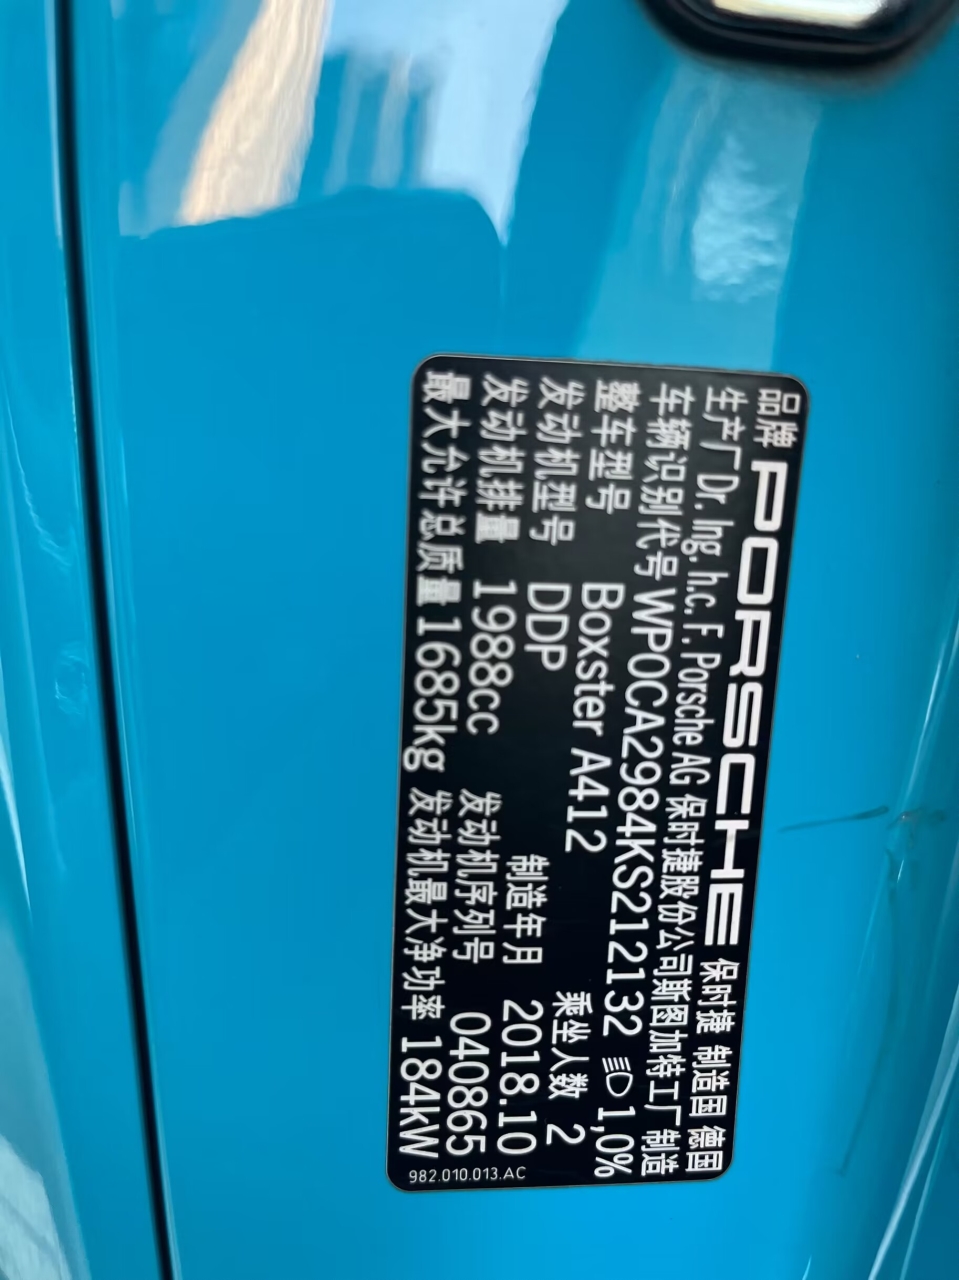 品牌 PORSCHE 保时捷 制造国 德国
生产厂 Dr. Ing. h.c. F. Porsche AG 保时捷股份公司斯图加特工厂 制造
车辆识别代号 WP0CA2984KS212132 1,0%
整车型号 Boxster A412 乘坐人数 2
发动机型号 DDP 制造年月 2018.10
发动机排量 1988cc 发动机序列号 040865
最大允许总质量 1685kg 发动机最大净功率 184kW
982.010.013.AC